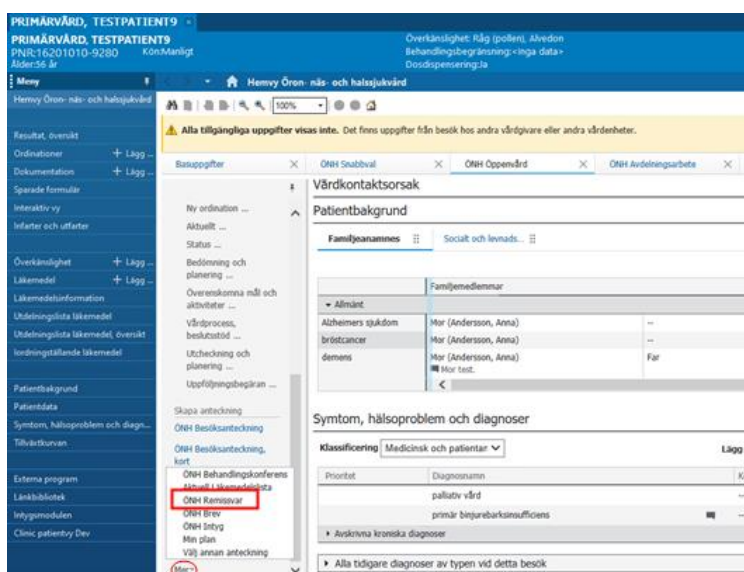 PRIMÄRVÅRD, TESTPATIENT9
PRIMÄRVÅRD, TESTPATIENT9
PNR:16201010-9280 Kön:Manligt
Ålder:56 år
Överkänslighet: Råg (pollen), Alvedon
Behandlingsbegränsning:<Inga data>
Dosdispensering:Ja
Meny
Hemvy Öron- näs- och halssjukvård
Hemvy Öron- näs- och halssjukvård
Resultat, översikt
Ordinationer + Lägg ...
Dokumentation + Lägg ...
Sparade formulär
Interaktiv vy
Infarter och utfarter
Överkänslighet + Lägg ...
Läkemedel + Lägg ...
Läkemedelsinformation
Utdelningslista läkemedel
Utdelningslista läkemedel, översikt
Iordningställande läkemedel
Patientbakgrund
Patientdata
Symtom, hälsoproblem och diagn...
Tillväxtkurvan
Externa program
Länkbibliotek
Intygsmodulen
Clinic patientvy Dev
100%
Alla tillgängliga uppgifter visas inte. Det finns uppgifter från besök hos andra vårdgivare eller andra vårdenheter.
Basuppgifter
ÖNH Snabbval
ÖNH Öppenvård
ÖNH Avdelningsarbete
Ny ordination ...
Aktuellt ...
Status ...
Bedömning och
planering ...
Överenskomna mål och
aktiviteter ...
Vårdprocess,
beslutsstöd ...
Utcheckning och
planering ...
Uppföljningsbegäran ...
Skapa anteckning
ÖNH Besöksanteckning
ÖNH Besöksanteckning,
kort
ÖNH Behandlingskonferens
Aktuell Läkemedelslista
ÖNH Remissvar
ÖNH Brev
ÖNH Intyg
Min plan
Välj annan anteckning
Mer
Vårdkontaktsorsak
Patientbakgrund
Familjeanamnes
Socialt och levnads...
Familjemedlemmar
Allmänt
Alzheimers sjukdom Mor (Andersson, Anna) --
bröstcancer Mor (Andersson, Anna) --
demens Mor (Andersson, Anna) Far
Mor test.
Symtom, hälsoproblem och diagnoser
Klassificering Medicinsk och patientar
Lägg
Prioritet Diagnosnamn
palliativ vård
primär binjurebarksinsufficiens
Avskrivna kroniska diagnoser
Alla tidigare diagnoser av typen vid detta besök